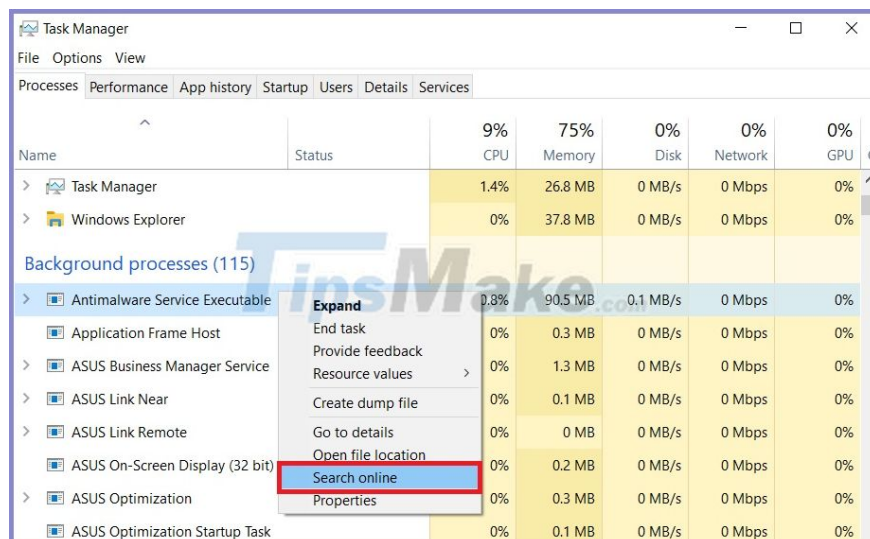 Task Manager
File Options View
Processes Performance App history Startup Users Details Services
9% 75% 0% 0% 0%
Name Status CPU Memory Disk Network GPU
Task Manager 1.4% 26.8 MB 0 MB/s 0 Mbps 0%
Windows Explorer 0% 37.8 MB 0 MB/s 0 Mbps 0%
Background processes (115)
TipsMake.com
Antimalware Service Executable 0.8% 90.5 MB 0.1 MB/s 0 Mbps 0%
Expand
End task
Application Frame Host 0% 0.3 MB 0 MB/s 0 Mbps 0%
Provide feedback
ASUS Business Manager Service 0% 1.3 MB 0 MB/s 0 Mbps 0%
Resource values
ASUS Link Near 0% 0.1 MB 0 MB/s 0 Mbps 0%
Create dump file
ASUS Link Remote 0% 0 MB 0 MB/s 0 Mbps 0%
Go to details
Open file location
ASUS On-Screen Display (32 bit) 0% 0.2 MB 0 MB/s 0 Mbps 0%
Search online
ASUS Optimization 0% 0.3 MB 0 MB/s 0 Mbps 0%
Properties
ASUS Optimization Startup Task 0% 0.1 MB 0 MB/s 0 Mbps 0%